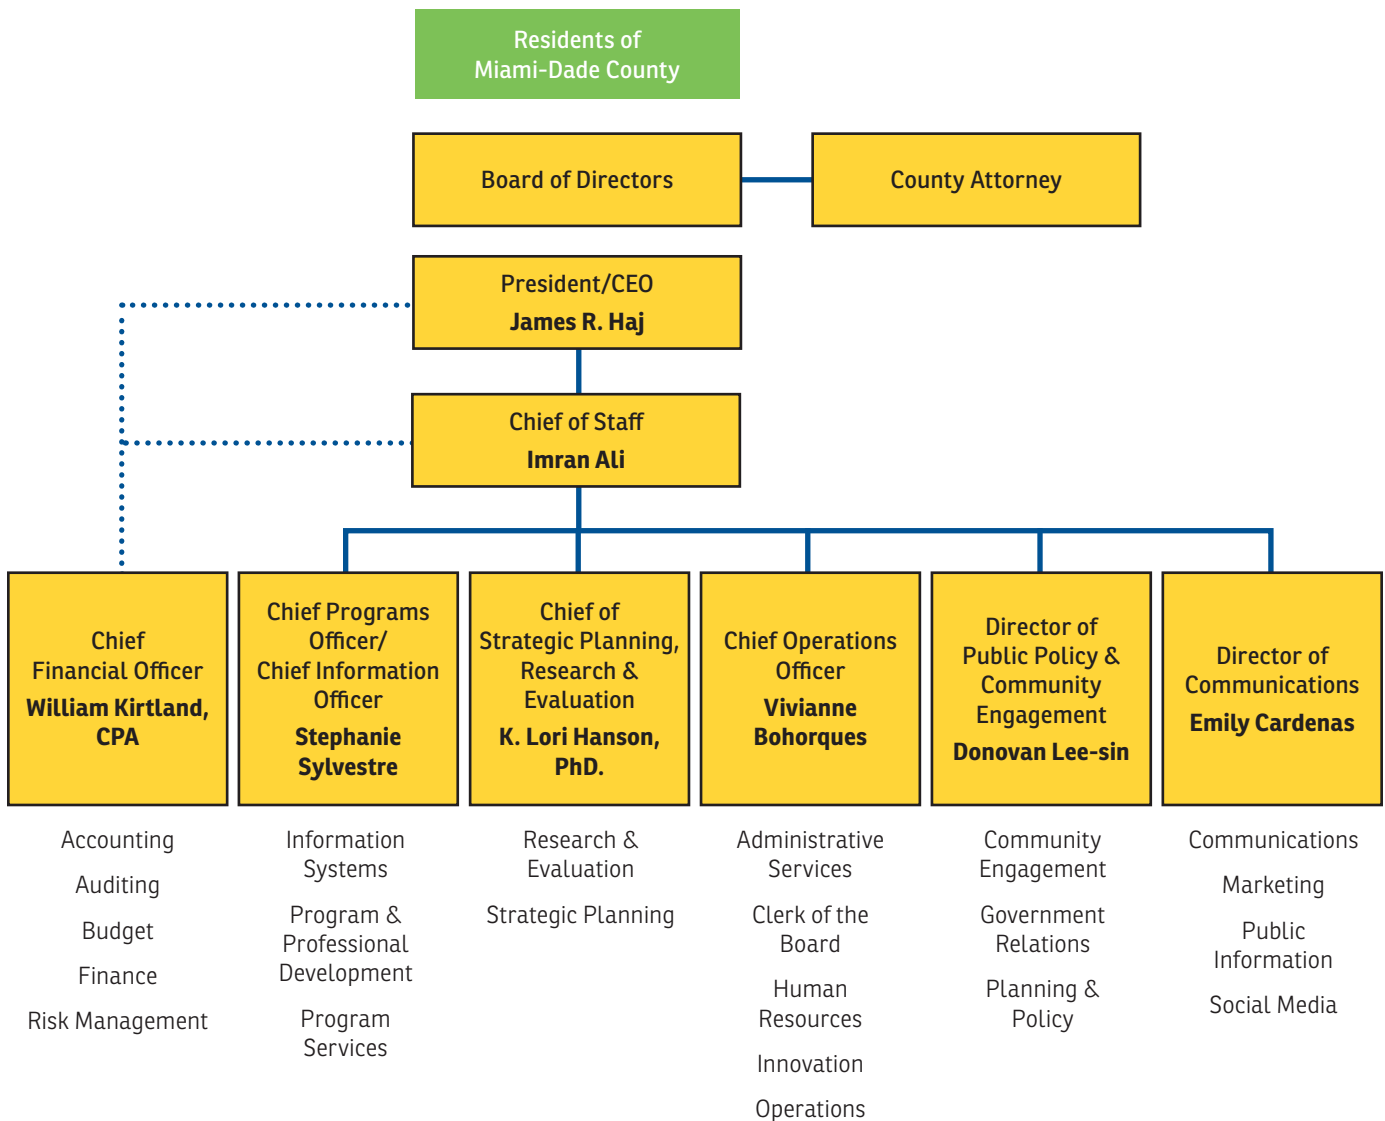 Residents of
Miami-Dade County
Board of Directors
County Attorney
President/CEO
James R. Haj
Chief of Staff
Imran Ali
Chief
Financial Officer
William Kirtland,
CPA
Chief Programs
Officer/
Chief Information
Officer
Stephanie
Sylvestre
Chief of
Strategic Planning,
Research &
Evaluation
K. Lori Hanson,
PhD.
Chief Operations
Officer
Vivianne
Bohorques
Director of
Public Policy &
Community
Engagement
Donovan Lee-sin
Director of
Communications
Emily Cardenas
Accounting
Auditing
Budget
Finance
Risk Management
Information
Systems
Program &
Professional
Development
Program
Services
Research &
Evaluation
Strategic Planning
Administrative
Services
Clerk of the
Board
Human
Resources
Innovation
Operations
Community
Engagement
Government
Relations
Planning &
Policy
Communications
Marketing
Public
Information
Social Media